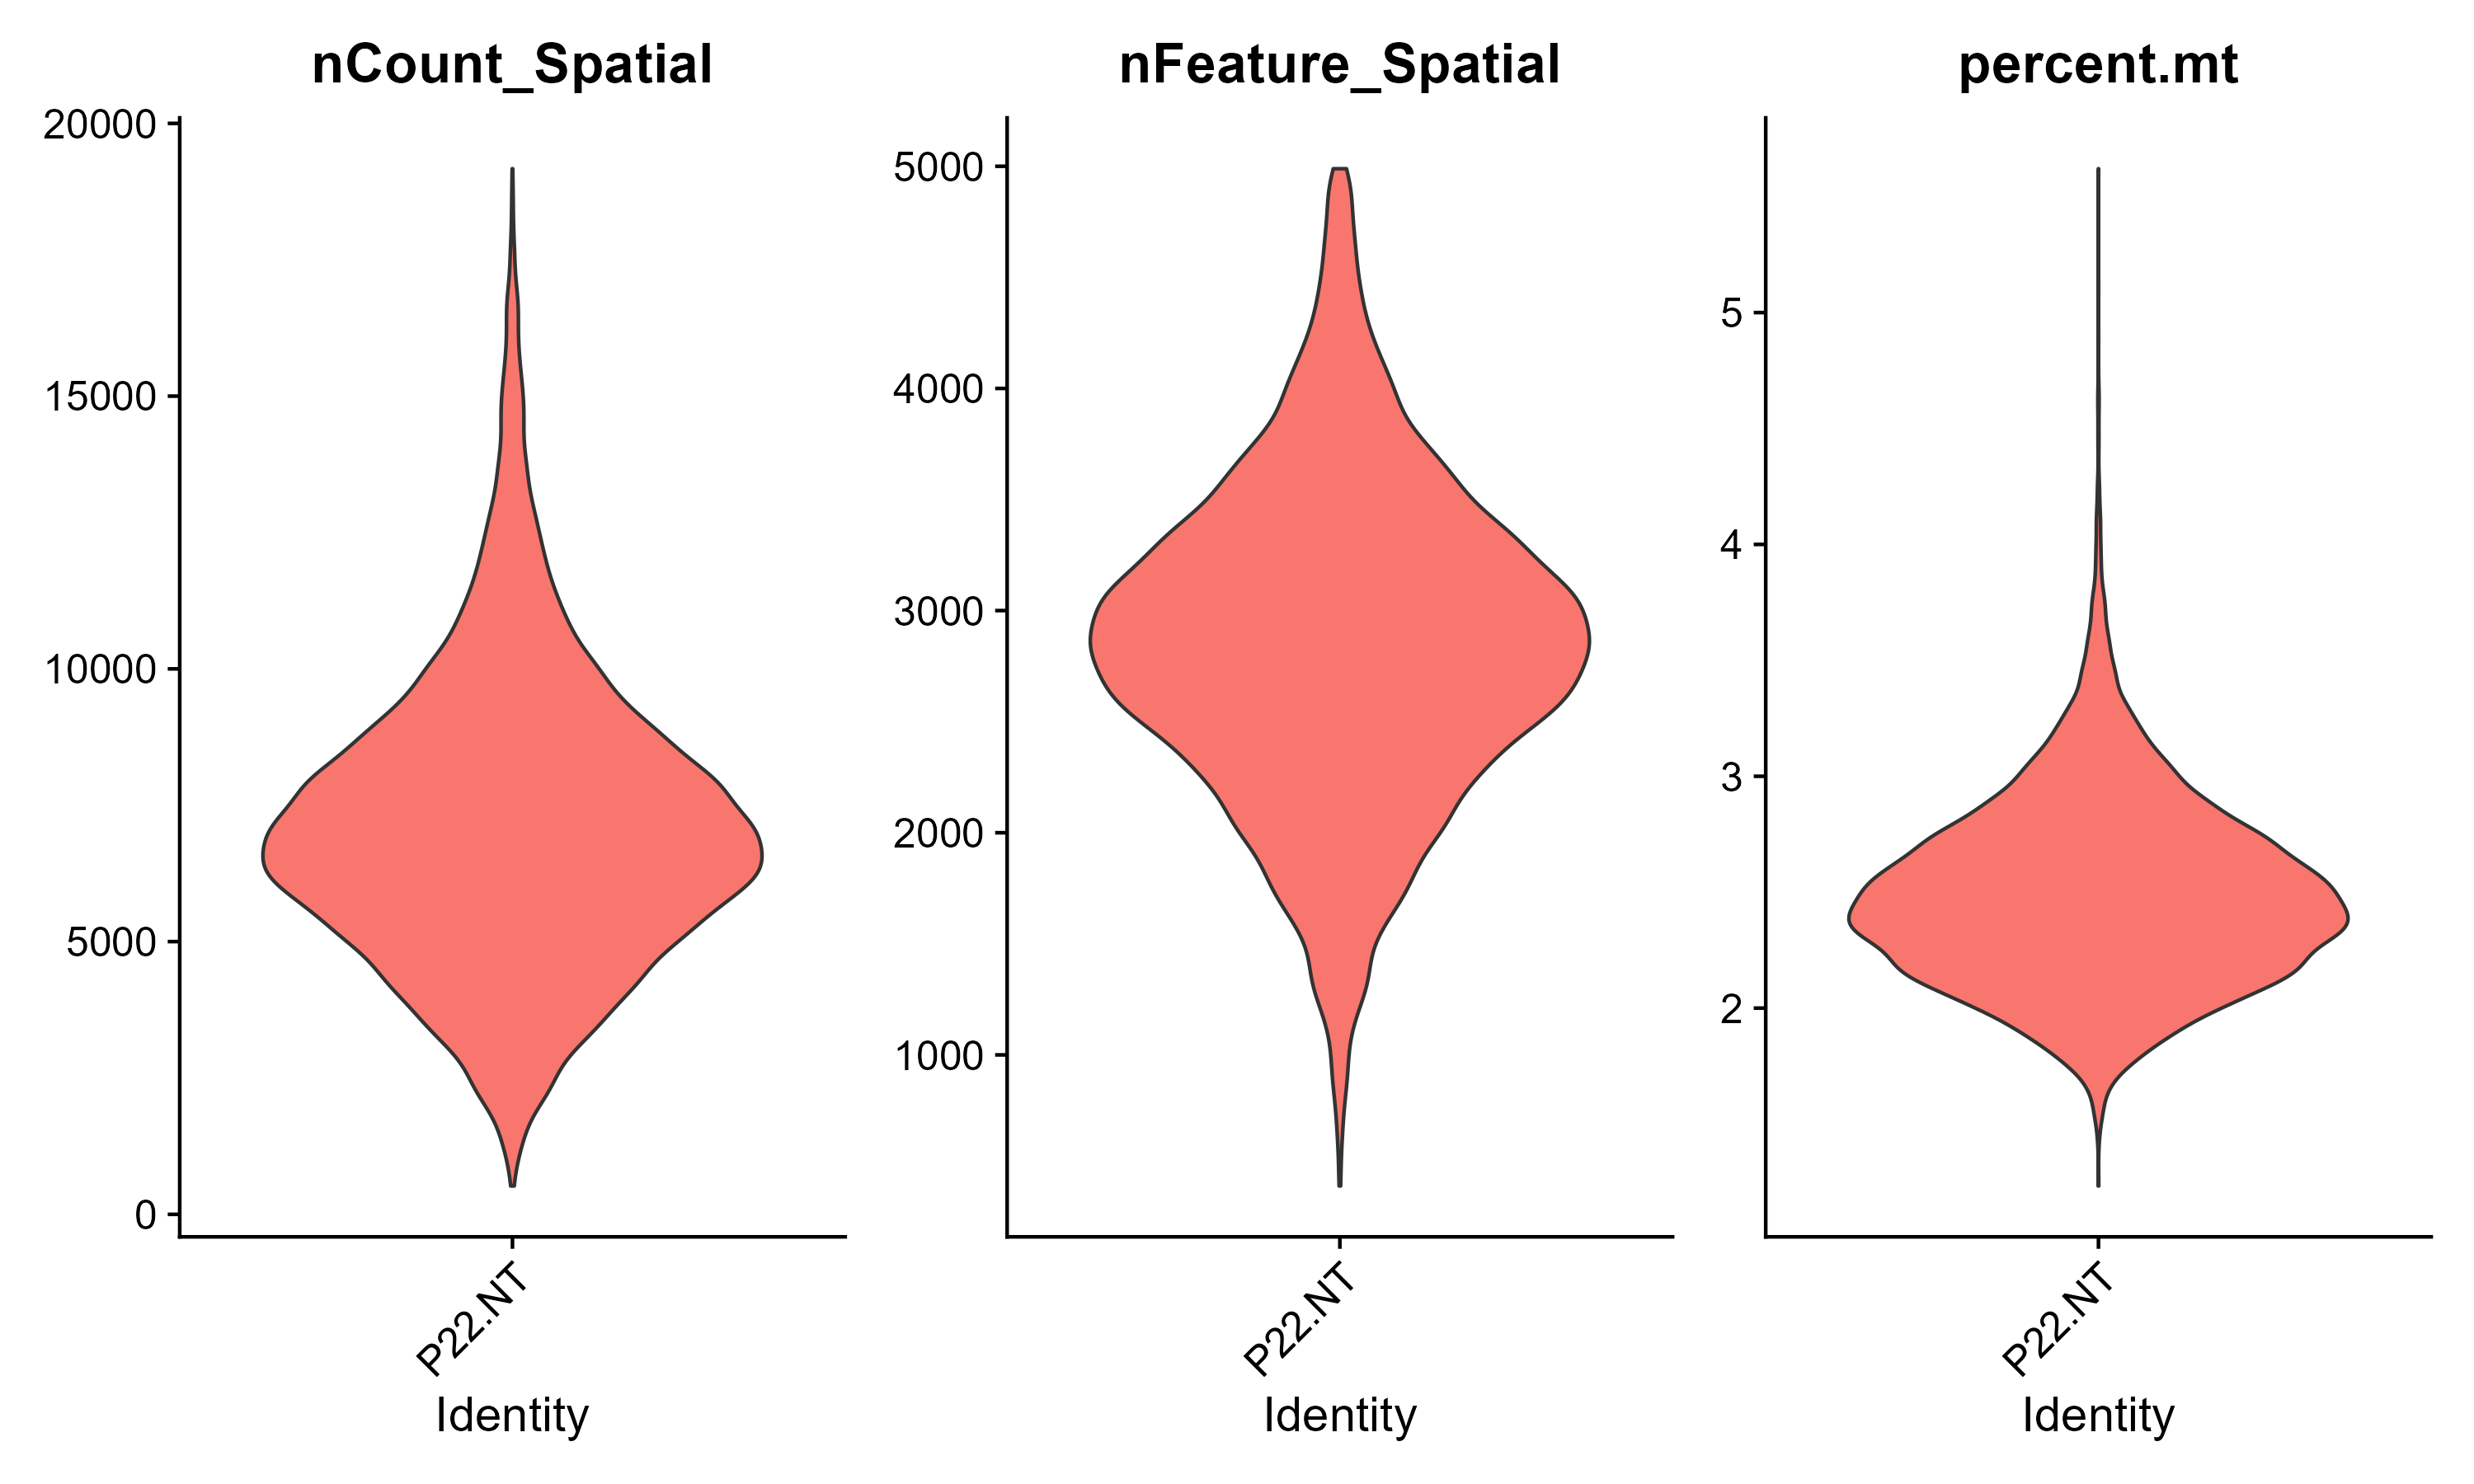 nCount_Spatial
20000
15000
10000
5000
0
P22.NT
Identity
nFeature_Spatial
5000
4000
3000
2000
1000
P22.NT
Identity
percent.mt
5
4
3
2
P22.NT
Identity